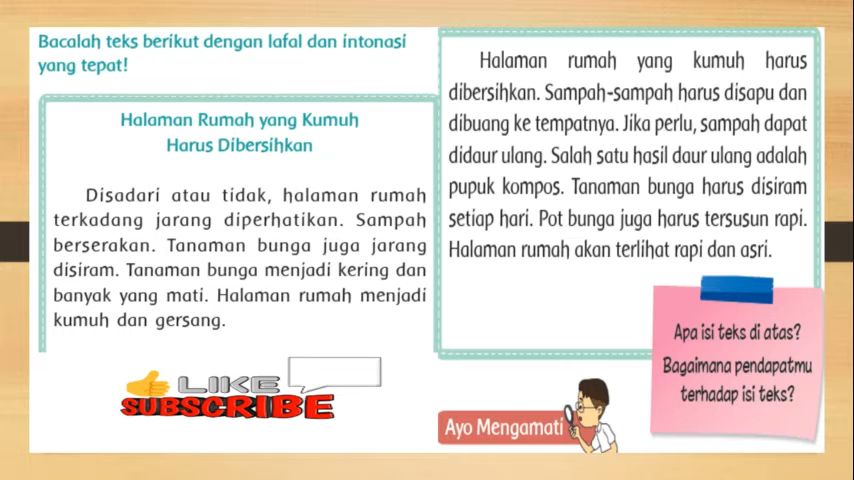 Bacalah teks berikut dengan lafal dan intonasi
yang tepat!
Halaman Rumah yang Kumuh
Harus Dibersihkan
Disadari atau tidak, halaman rumah
terkadang jarang diperhatikan. Sampah
berserakan. Tanaman bunga juga jarang
disiram. Tanaman bunga menjadi kering dan
banyak yang mati. Halaman rumah menjadi
kumuh dan gersang.
Halaman rumah yang kumuh harus
dibersihkan. Sampah-sampah harus disapu dan
dibuang ke tempatnya. Jika perlu, sampah dapat
didaur ulang. Salah satu hasil daur ulang adalah
pupuk kompos. Tanaman bunga harus disiram
setiap hari. Pot bunga juga harus tersusun rapi.
Halaman rumah akan terlihat rapi dan asri.
Apa isi teks di atas?
Bagaimana pendapatmu
terhadap isi teks?
LIKE
SUBSCRIBE
Ayo Mengamati